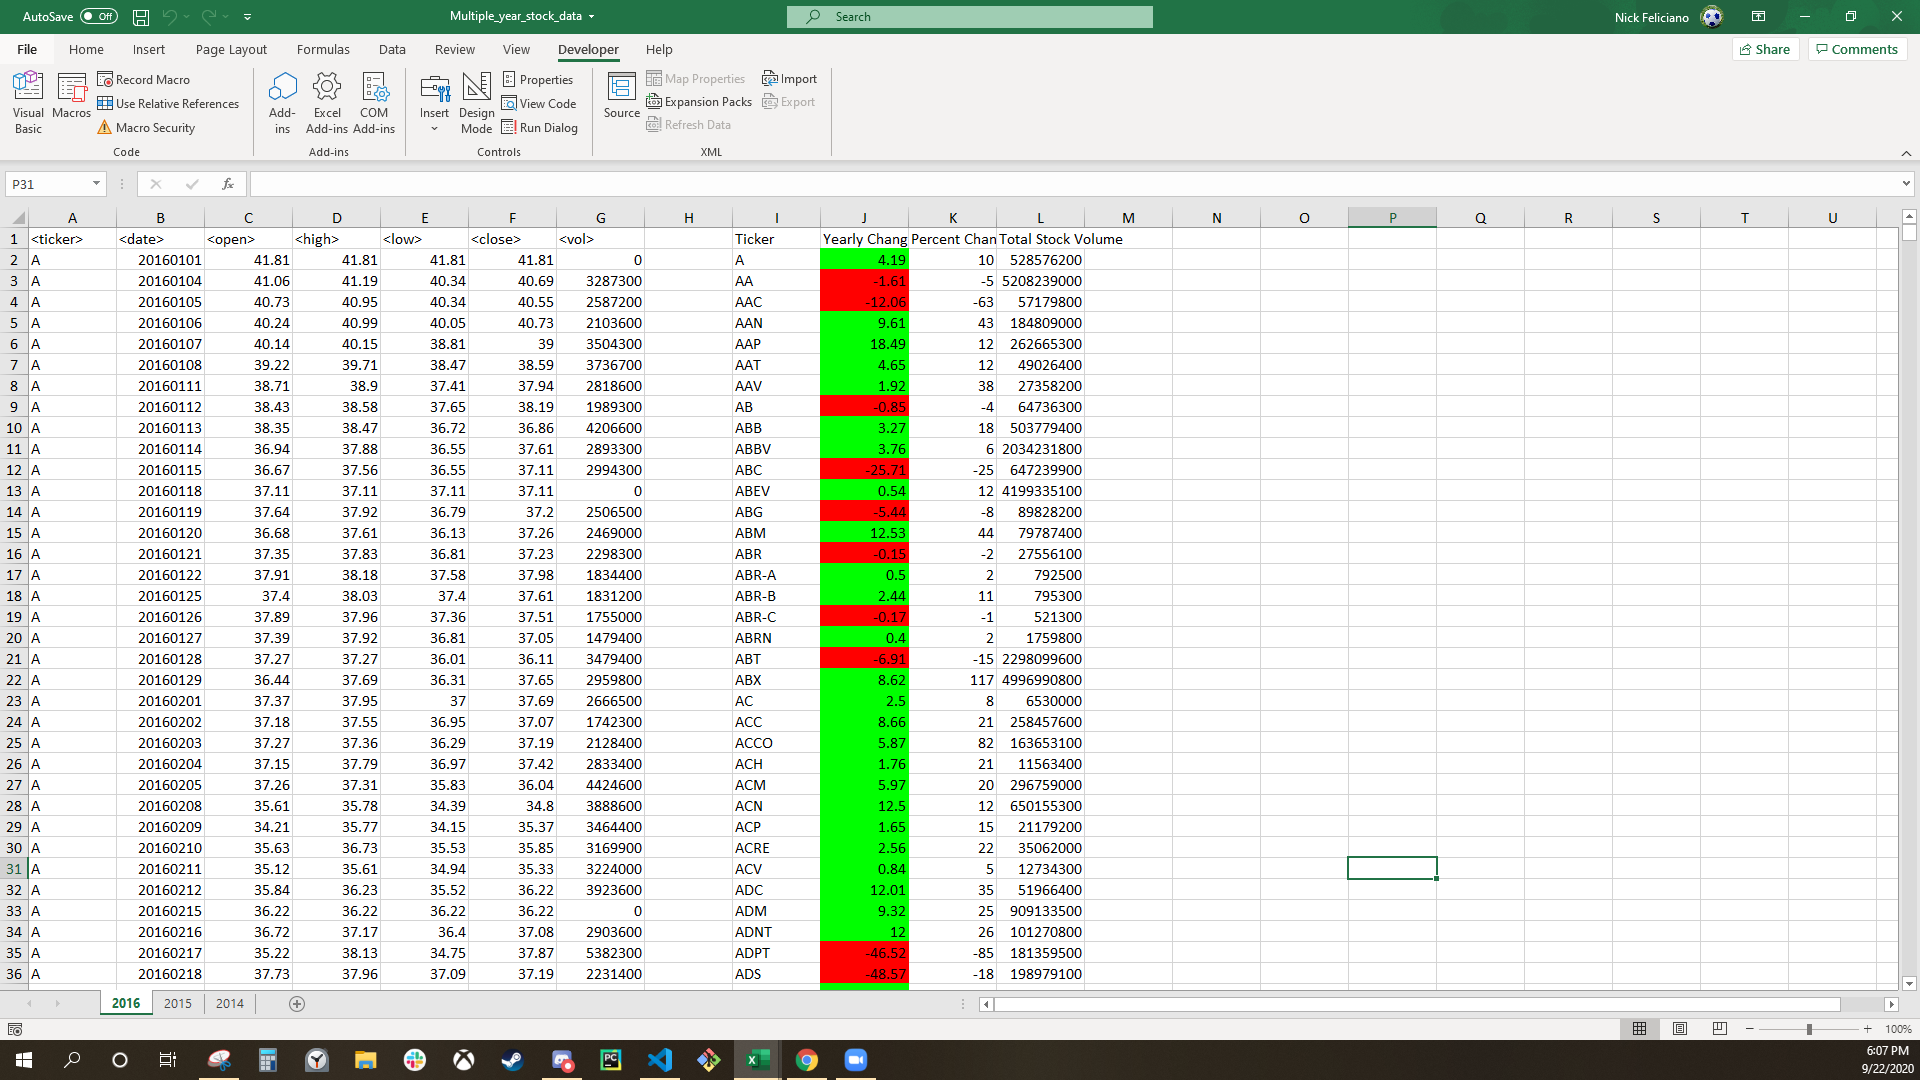 AutoSave Off Multiple_year_stock_data Search Nick Feliciano
File Home Insert Page Layout Formulas Data Review View Developer Help Share Comments
Visual Basic Macros Record Macro Use Relative References Macro Security Code
Add-ins Excel Add-ins COM Add-ins Add-ins
Insert Design Mode Properties View Code Run Dialog Controls
Source Map Properties Expansion Packs Refresh Data Import Export XML
P31 fx
A B C D E F G H I J K L M N O P Q R S T U
1 <ticker> <date> <open> <high> <low> <close> <vol> Ticker Yearly Chang Percent Chan Total Stock Volume
2 A 20160101 41.81 41.81 41.81 41.81 0 A 4.19 10 528576200
3 A 20160104 41.06 41.19 40.34 40.69 3287300 AA -1.61 -5 5208239000
4 A 20160105 40.73 40.95 40.34 40.55 2587200 AAC -12.06 -63 57179800
5 A 20160106 40.24 40.99 40.05 40.73 2103600 AAN 9.61 43 184809000
6 A 20160107 40.14 40.15 38.81 39 3504300 AAP 18.49 12 262665300
7 A 20160108 39.22 39.71 38.47 38.59 3736700 AAT 4.65 12 49026400
8 A 20160111 38.71 38.9 37.41 37.94 2818600 AAV 1.92 38 27358200
9 A 20160112 38.43 38.58 37.65 38.19 1989300 AB -0.85 -4 64736300
10 A 20160113 38.35 38.47 36.72 36.86 4206600 ABB 3.27 18 503779400
11 A 20160114 36.94 37.88 36.55 37.61 2893300 ABBV 3.76 6 2034231800
12 A 20160115 36.67 37.56 36.55 37.11 2994300 ABC -25.71 -25 647239900
13 A 20160118 37.11 37.11 37.11 37.11 0 ABEV 0.54 12 4199335100
14 A 20160119 37.64 37.92 36.79 37.2 2506500 ABG -5.44 -8 89828200
15 A 20160120 36.68 37.61 36.13 37.26 2469000 ABM 12.53 44 79787400
16 A 20160121 37.35 37.83 36.81 37.23 2298300 ABR -0.15 -2 27556100
17 A 20160122 37.91 38.18 37.58 37.98 1834400 ABR-A 0.5 2 792500
18 A 20160125 37.4 38.03 37.4 37.61 1831200 ABR-B 2.44 11 795300
19 A 20160126 37.89 37.96 37.36 37.51 1755000 ABR-C -0.17 -1 521300
20 A 20160127 37.39 37.92 36.81 37.05 1479400 ABRN 0.4 2 1759800
21 A 20160128 37.27 37.27 36.01 36.11 3479400 ABT -6.91 -15 2298099600
22 A 20160129 36.44 37.69 36.31 37.65 2959800 ABX 8.62 117 4996990800
23 A 20160201 37.37 37.95 37 37.69 2666500 AC 2.5 8 6530000
24 A 20160202 37.18 37.55 36.95 37.07 1742300 ACC 8.66 21 258457600
25 A 20160203 37.27 37.36 36.29 37.19 2128400 ACCO 5.87 82 163653100
26 A 20160204 37.15 37.79 36.97 37.42 2833400 ACH 1.76 21 11563400
27 A 20160205 37.26 37.31 35.83 36.04 4424600 ACM 5.97 20 296759000
28 A 20160208 35.61 35.78 34.39 34.8 3888600 ACN 12.5 12 650155300
29 A 20160209 34.21 35.77 34.15 35.37 3464400 ACP 1.65 15 21179200
30 A 20160210 35.63 36.73 35.53 35.85 3169900 ACRE 2.56 22 35062000
31 A 20160211 35.12 35.61 34.94 35.33 3224000 ACV 0.84 5 12734300
32 A 20160212 35.84 36.23 35.52 36.22 3923600 ADC 12.01 35 51966400
33 A 20160215 36.22 36.22 36.22 36.22 0 ADM 9.32 25 909133500
34 A 20160216 36.72 37.17 36.4 37.08 2903600 ADNT 12 26 101270800
35 A 20160217 35.22 38.13 34.75 37.87 5382300 ADPT -46.52 -85 181359500
36 A 20160218 37.73 37.96 37.09 37.19 2231400 ADS -48.57 -18 198979100
2016 2015 2014
100%
PC
6:07 PM
9/22/2020